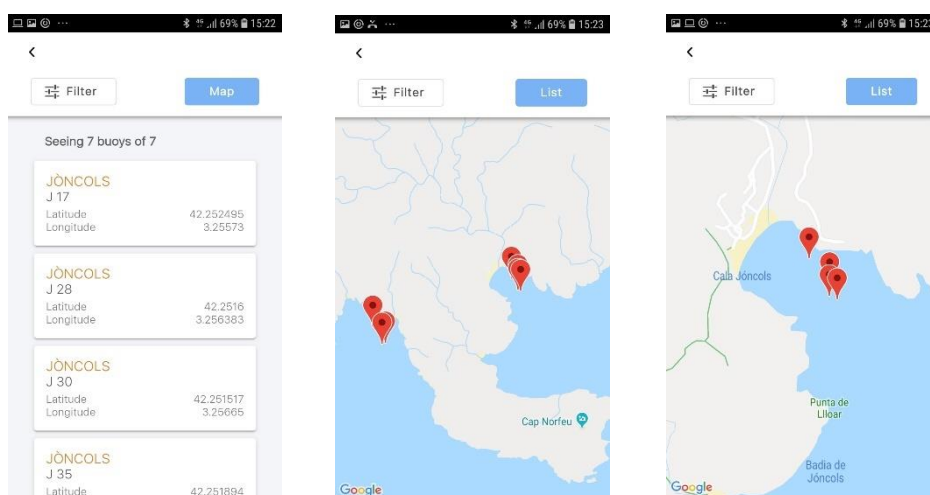 69% 15:22
Filter
Map
Seeing 7 buoys of 7
JÒNCOLS
J 17
Latitude 42.252495
Longitude 3.25573
JÒNCOLS
J 28
Latitude 42.2516
Longitude 3.256383
JÒNCOLS
J 30
Latitude 42.251517
Longitude 3.25665
JÒNCOLS
J 35
Latitude 42.251894
69% 15:23
Filter
List
Cap Norfeu
Google
69% 15:23
Filter
List
Cala Jóncols
Punta de
Lloar
Badia de
Jóncols
Google